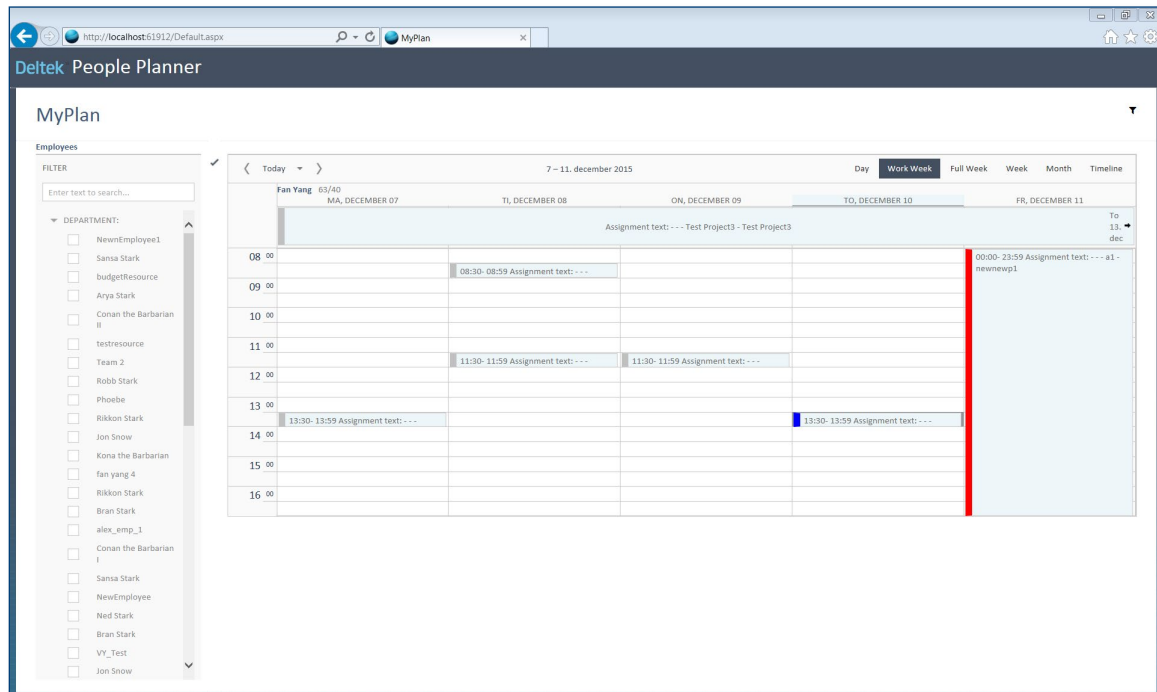 http://localhost:61912/Default.aspx
MyPlan
Deltek People Planner
MyPlan
Employees
FILTER
Enter text to search...
DEPARTMENT:
NewnEmployee1
Sansa Stark
budgetResource
Arya Stark
Conan the Barbarian
II
testresource
Team 2
Robb Stark
Phoebe
Rikkon Stark
Jon Snow
Kona the Barbarian
fan yang 4
Rikkon Stark
Bran Stark
alex_emp_1
Conan the Barbarian
I
Sansa Stark
NewEmployee
Ned Stark
Bran Stark
VY_Test
Jon Snow
Today 7 – 11. december 2015 Day Work Week Full Week Week Month Timeline
Fan Yang 63/40
MA, DECEMBER 07 TI, DECEMBER 08 ON, DECEMBER 09 TO, DECEMBER 10 FR, DECEMBER 11
Assignment text: - - - Test Project3 - Test Project3
To
13.
dec
08 00
00:00- 23:59 Assignment text: - - - a1 -
newnewp1
08:30- 08:59 Assignment text: - - -
09 00
10 00
11 00
11:30- 11:59 Assignment text: - - - 11:30- 11:59 Assignment text: - - -
12 00
13 00
13:30- 13:59 Assignment text: - - - 13:30- 13:59 Assignment text: - - -
14 00
15 00
16 00